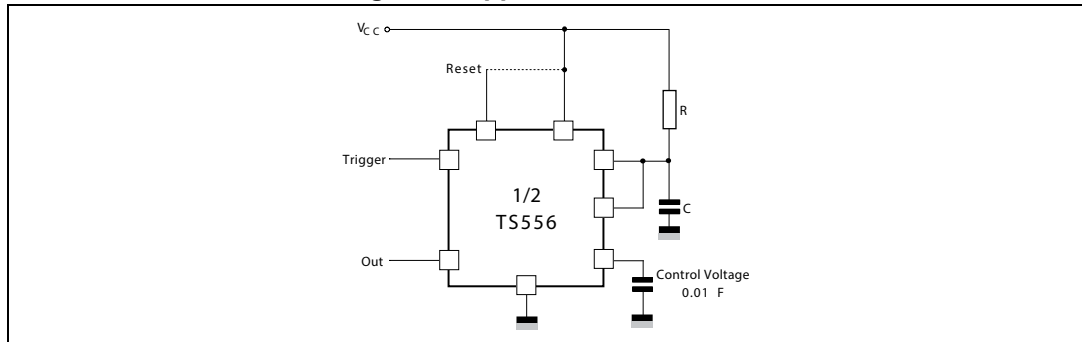 VCC
Reset
R
Trigger
1/2
TS556
C
Out
Control Voltage
0.01 F